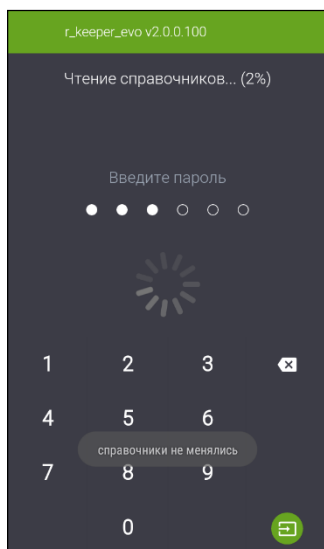 r_keeper_evo v2.0.0.100
Чтение справочников... (2%)
Введите пароль
1 2 3
4 5 6
справочники не менялись
7 8 9
0